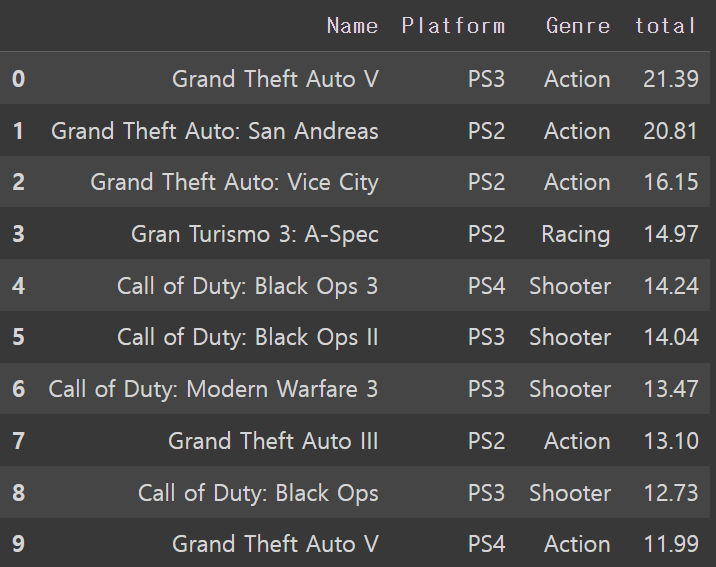 Name Platform Genre total
0 Grand Theft Auto V PS3 Action 21.39
1 Grand Theft Auto: San Andreas PS2 Action 20.81
2 Grand Theft Auto: Vice City PS2 Action 16.15
3 Gran Turismo 3: A-Spec PS2 Racing 14.97
4 Call of Duty: Black Ops 3 PS4 Shooter 14.24
5 Call of Duty: Black Ops II PS3 Shooter 14.04
6 Call of Duty: Modern Warfare 3 PS3 Shooter 13.47
7 Grand Theft Auto III PS2 Action 13.10
8 Call of Duty: Black Ops PS3 Shooter 12.73
9 Grand Theft Auto V PS4 Action 11.99